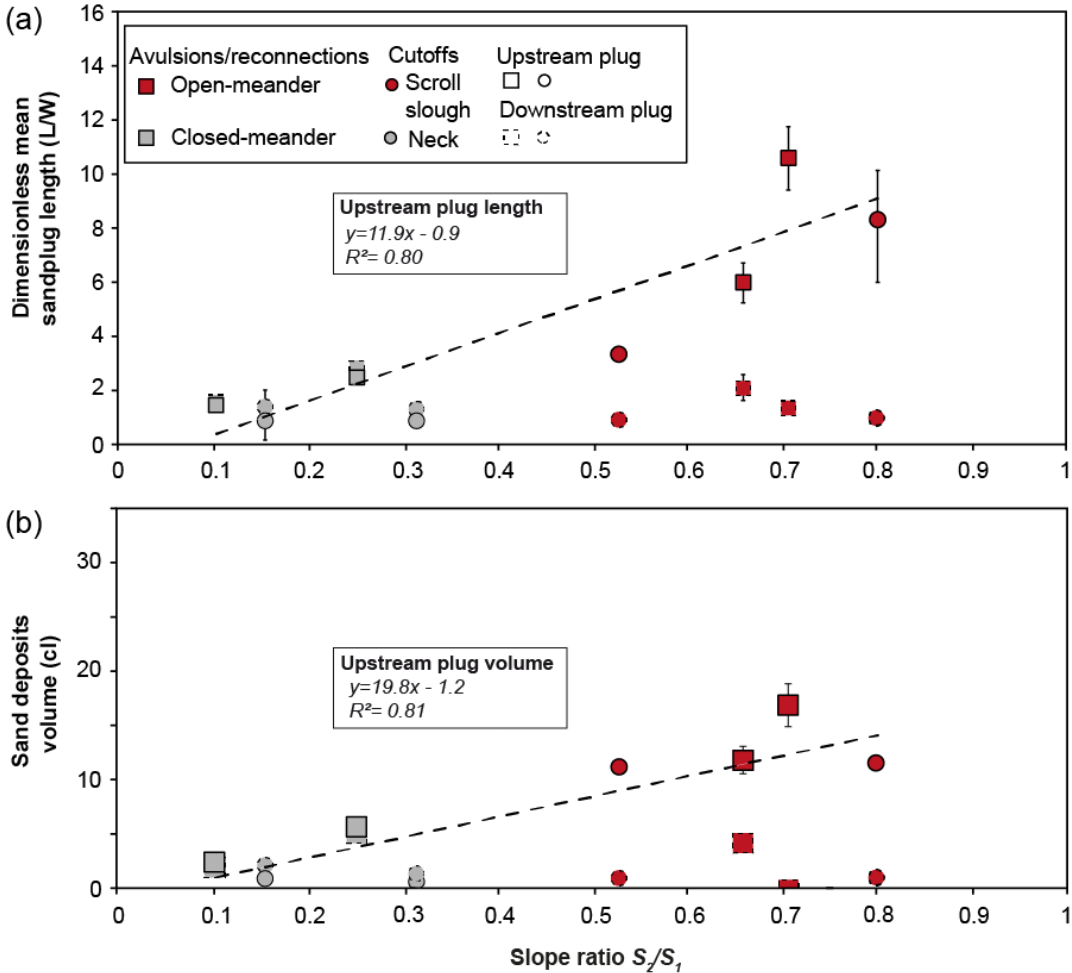 (a)
16
14
12
10
8
6
4
2
0
Dimensionless mean
sandplug length (L/W)
Avulsions/reconnections
Open-meander
Closed-meander
Cutoffs
Scroll
slough
Neck
Upstream plug
Downstream plug
Upstream plug length
y=11.9x - 0.9
R²= 0.80
0 0.1 0.2 0.3 0.4 0.5 0.6 0.7 0.8 0.9 1
(b)
30
20
10
0
Sand deposits
volume (cl)
Upstream plug volume
y=19.8x - 1.2
R²= 0.81
0 0.1 0.2 0.3 0.4 0.5 0.6 0.7 0.8 0.9 1
Slope ratio S₂/S₁